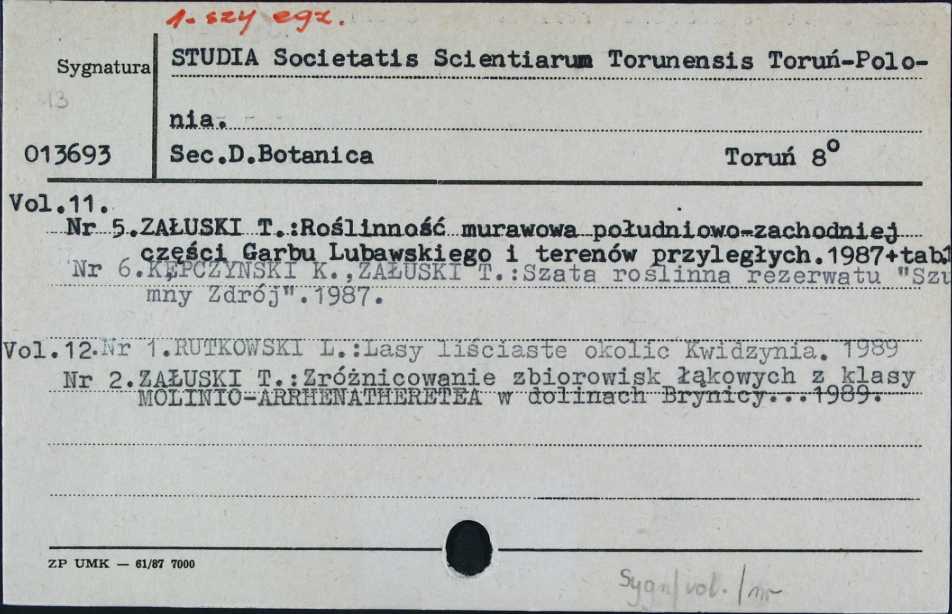 1-szy egz.
STUDIA Societatis Scientiarum Torunensis Toruń-Polo-
Sygnatura
13
nia.
013693
Sec.D.Botanica Toruń 8°
Vol.11.
Nr 5.ZAŁUSKI T.:Roślinność murawowa południowo-zachodniej
części Garbu Lubawskiego i terenów przyległych.1987+tab.
Nr 6.KĘPCZYŃSKI K.,ZAŁUSKI T.:Szata roślinna rezerwatu "Szu
mny Zdrój".1987.
Vol.12.Nr 1.RUTKOWSKI L.:Lasy liściaste okolic Kwidzynia. 1989
Nr 2.ZAŁUSKI T.:Zróżnicowanie zbiorowisk łąkowych z klasy
MOLINIO-ARRHENATHERETEA w dolinach Brynicy...1989.
ZP UMK — 61/87 7000
Sygn/vol./nr